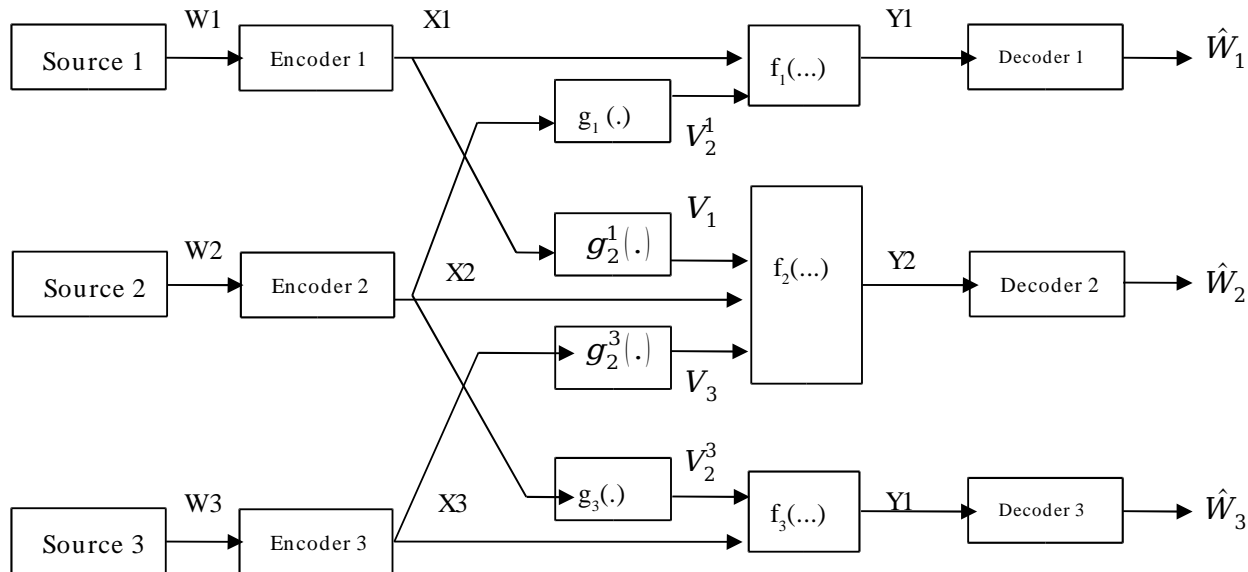 W1 X1 Y1
Source 1 Encoder 1 f₁(...) Decoder 1 Ŵ₁
g₁ (.)
V₂¹
V₁
W2 g₂¹(.)
X2 f₂(...) Y2
Source 2 Encoder 2 Decoder 2 Ŵ₂
g₂³(.)
V₃
V₂³
W3 X3 g₃(.) Y1
Source 3 Encoder 3 f₃(...) Decoder 3 Ŵ₃